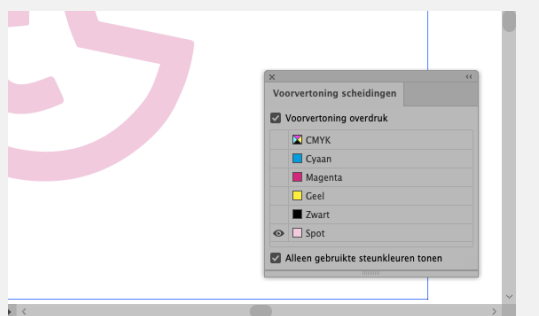 Voorvertoning scheidingen
Voorvertoning overdruk
CMYK
Cyaan
Magenta
Geel
Zwart
Spot
Alleen gebruikte steunkleuren tonen